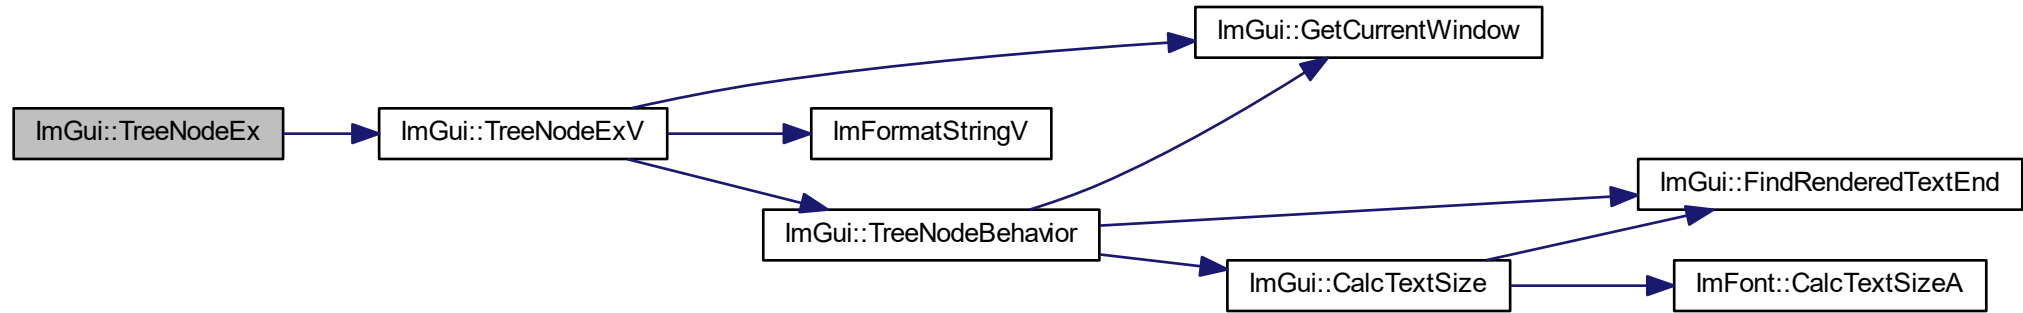 ImGui::GetCurrentWindow
ImGui::TreeNodeEx
ImGui::TreeNodeExV
ImFormatStringV
ImGui::FindRenderedTextEnd
ImGui::TreeNodeBehavior
ImGui::CalcTextSize
ImFont::CalcTextSizeA